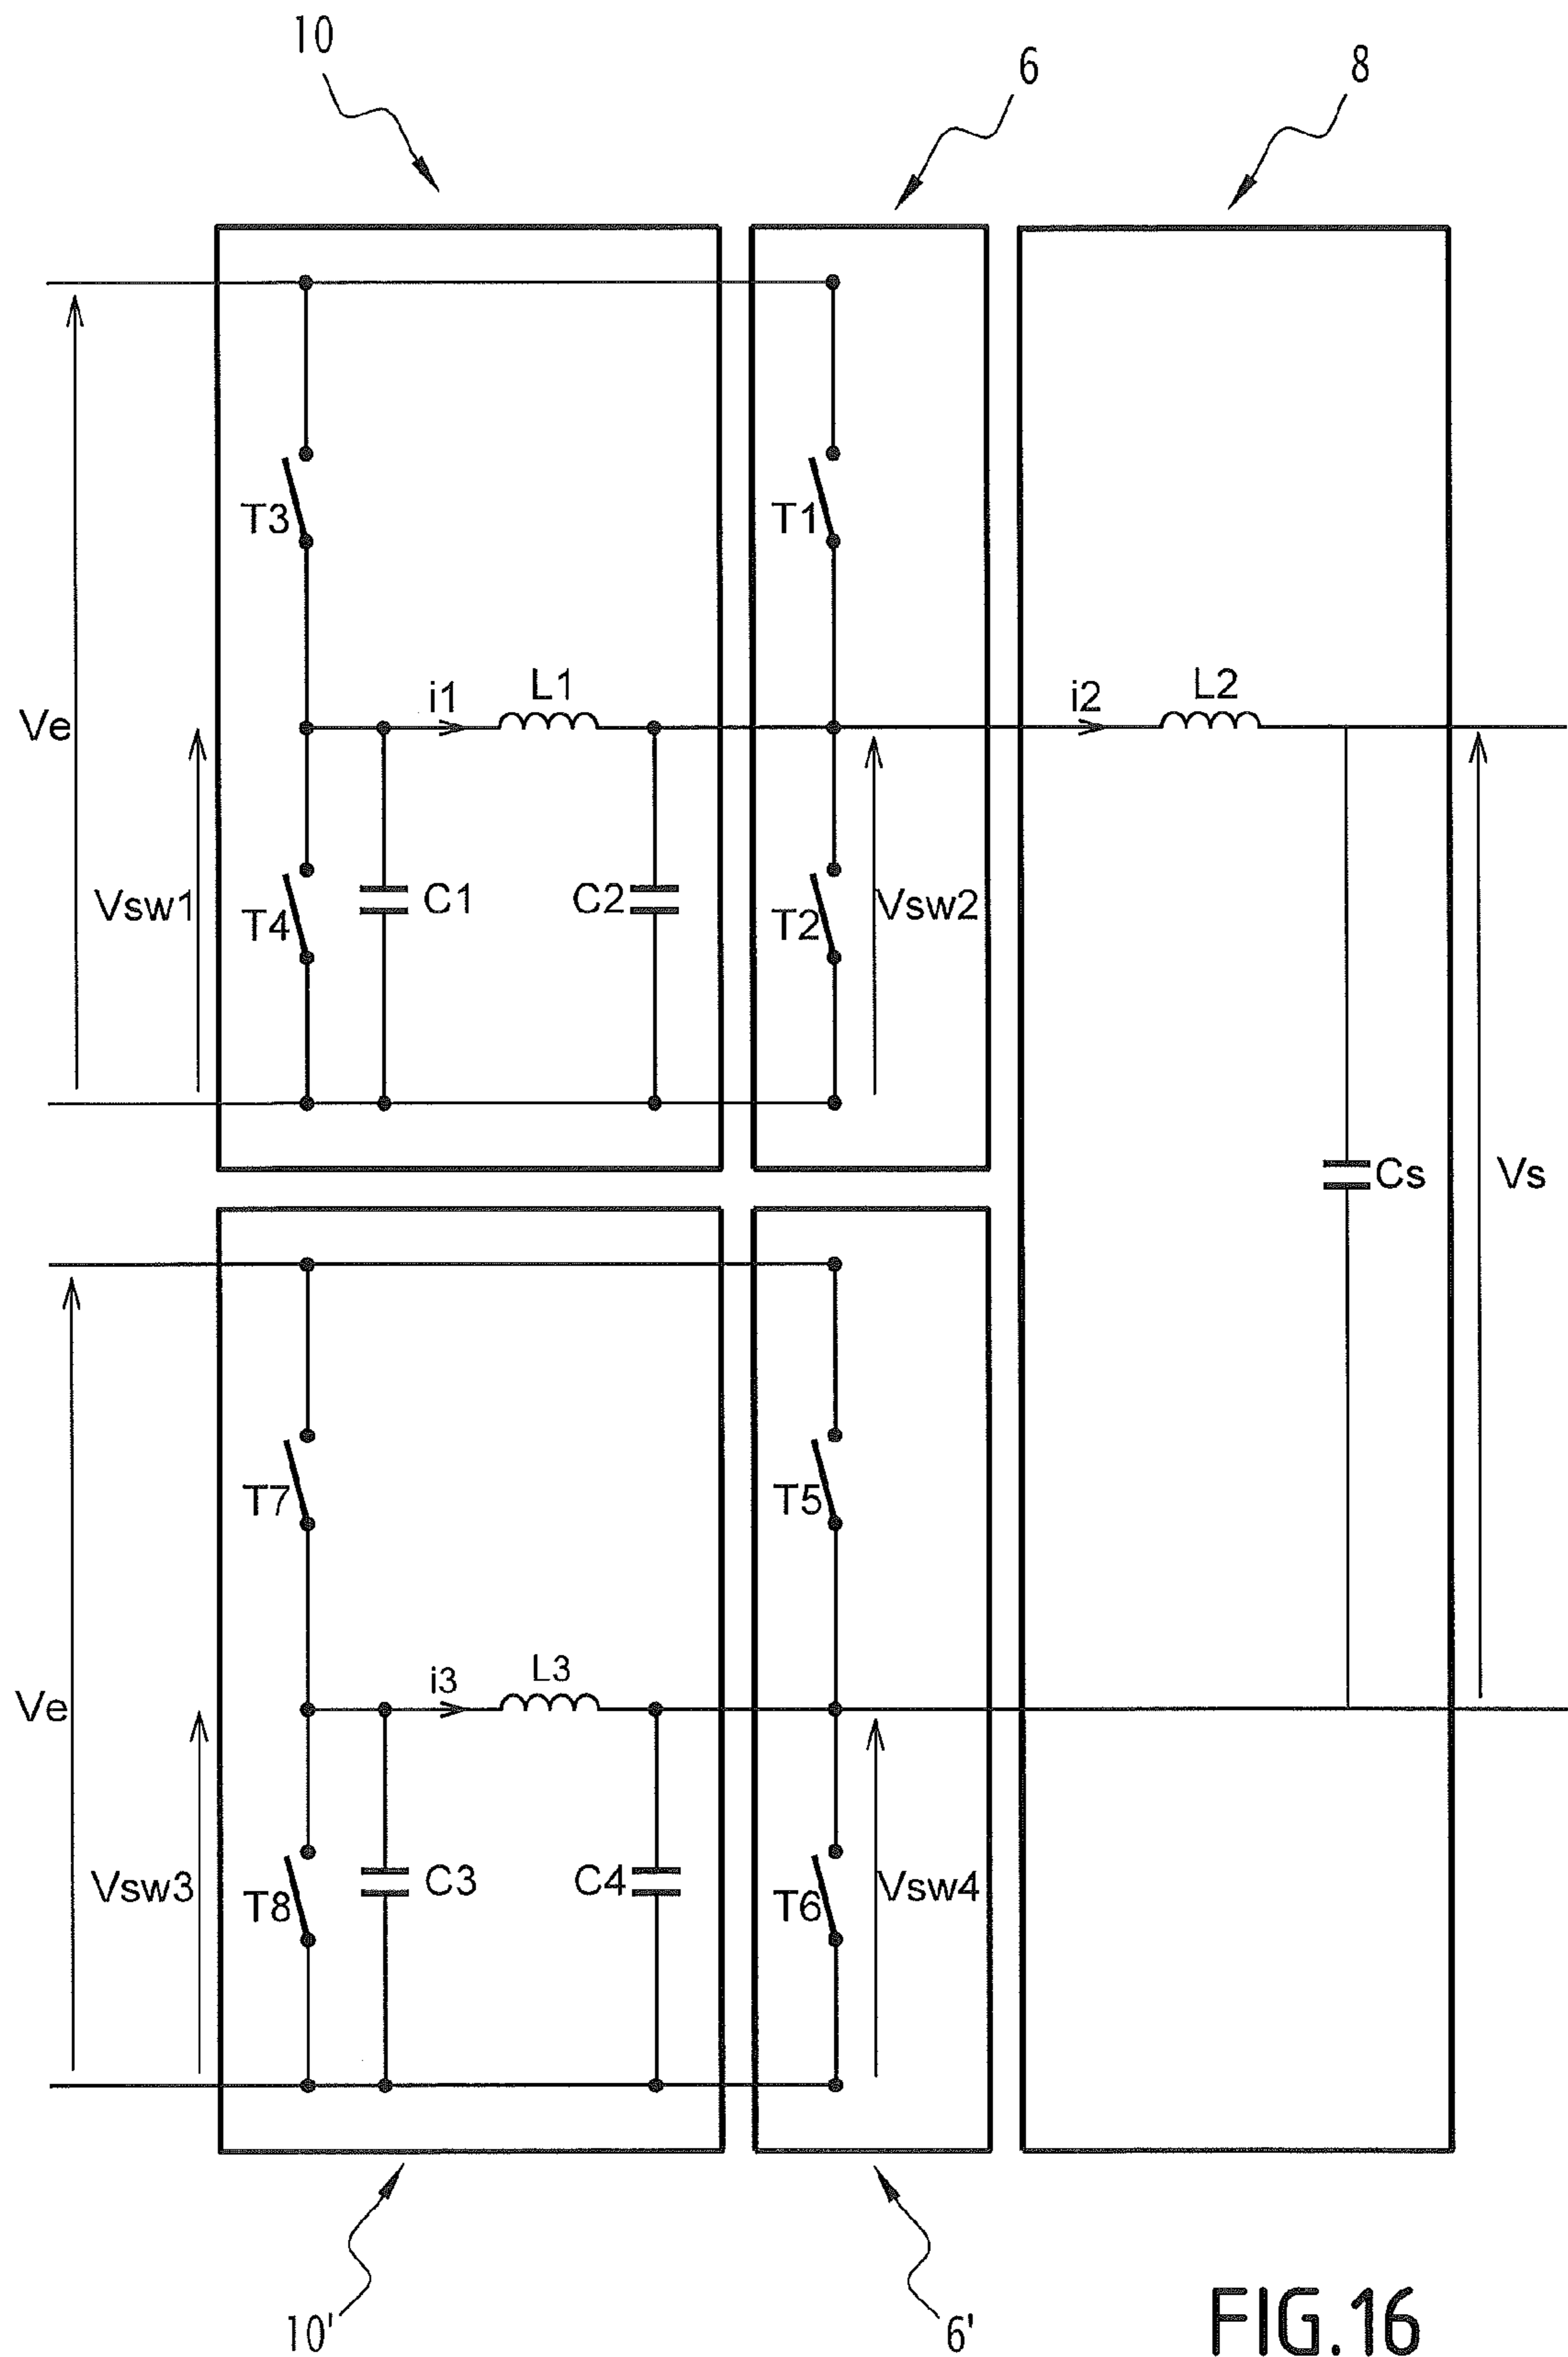 10
6
8
T3
T1
i1
L1
i2
L2
Ve
Vsw1
T4
C1
C2
T2
Vsw2
Cs
Vs
T7
T5
i3
L3
Ve
Vsw3
T8
C3
C4
T6
Vsw4
10'
6'
FIG.16